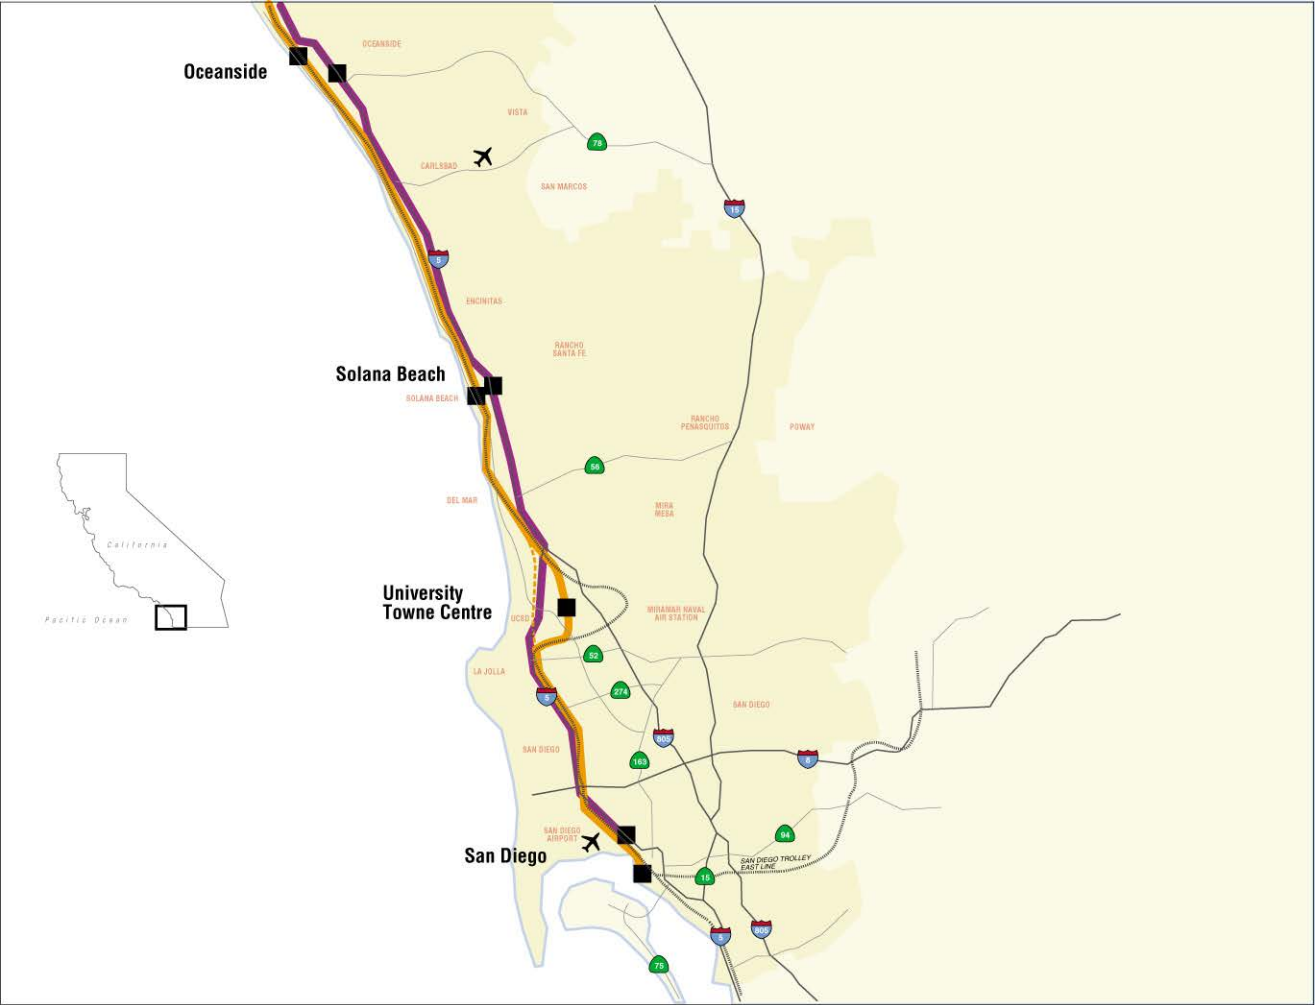 OCEANSIDE
Oceanside
VISTA
78
CARLSBAD
SAN MARCOS
15
5
ENCINITAS
RANCHO
SANTA FE
Solana Beach
SOLANA BEACH
RANCHO
PENASQUITOS
POWAY
56
DEL MAR
MIRA
MESA
California
Pacific Ocean
University
Towne Centre
UCSD
MIRAMAR NAVAL
AIR STATION
52
LA JOLLA
274
5
SAN DIEGO
805
SAN DIEGO
163
8
SAN DIEGO
AIRPORT
94
San Diego
SAN DIEGO TROLLEY
EAST LINE
15
5
805
75